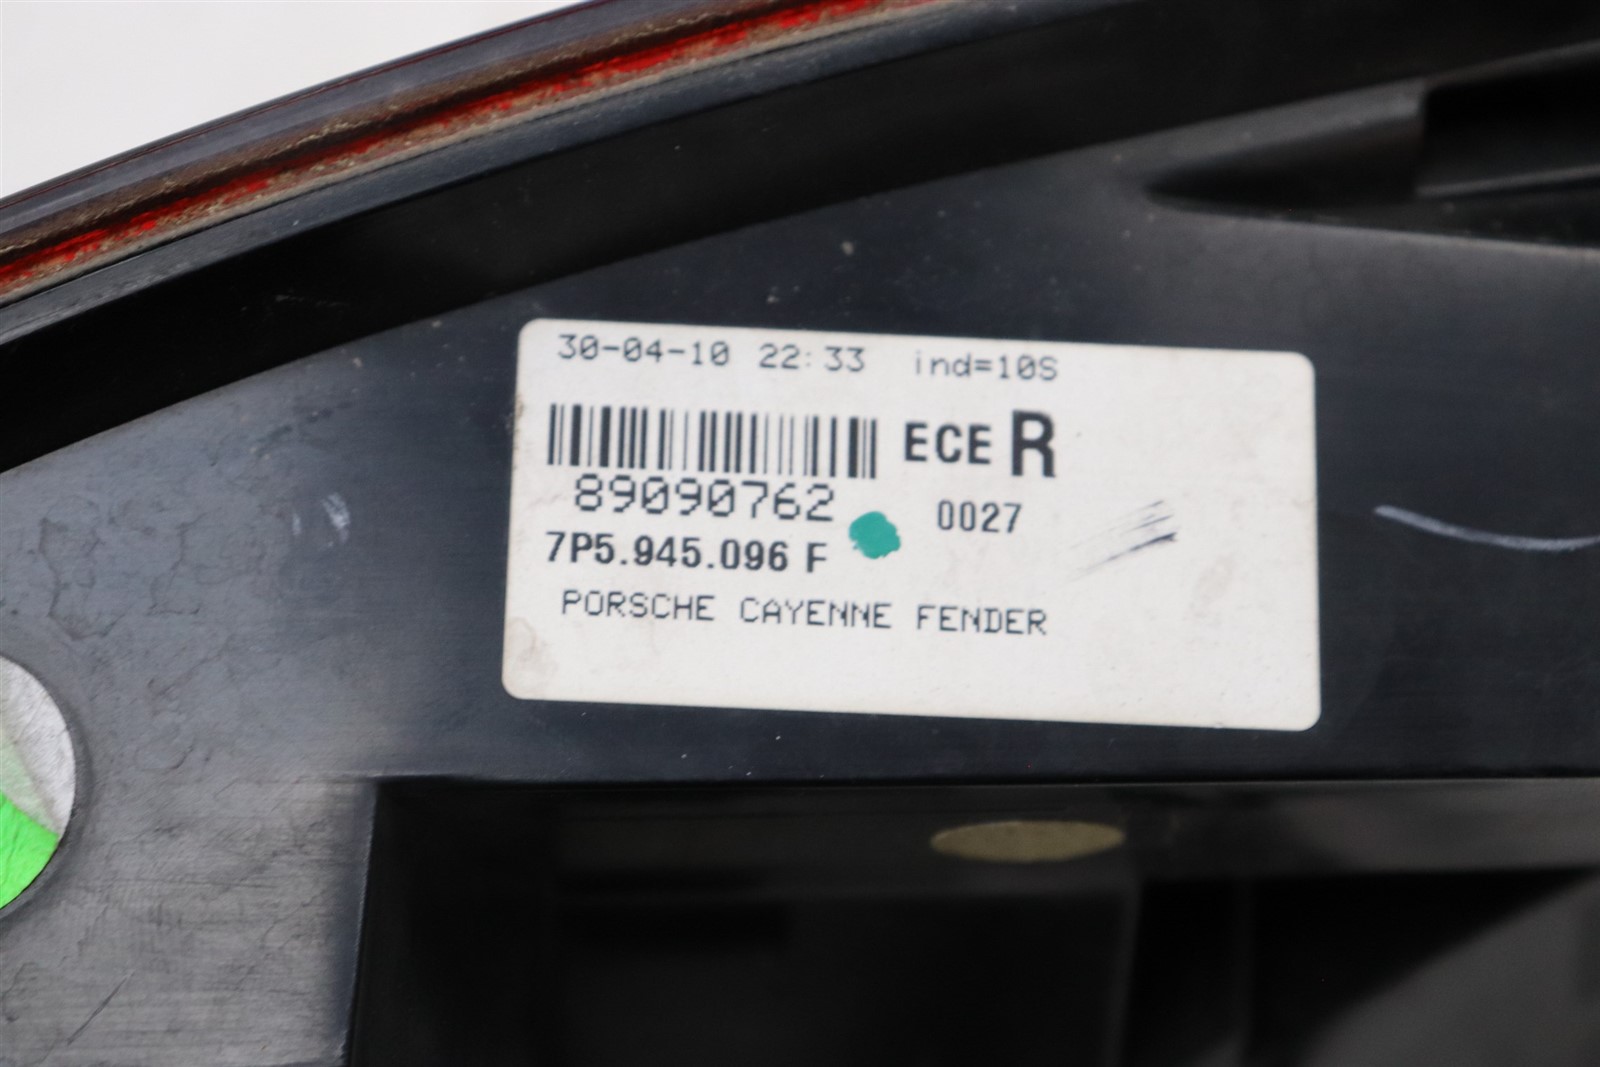 30-04-10 22:33 ind=10S
ECE R
89090762
0027
7P5.945.096 F
PORSCHE CAYENNE FENDER